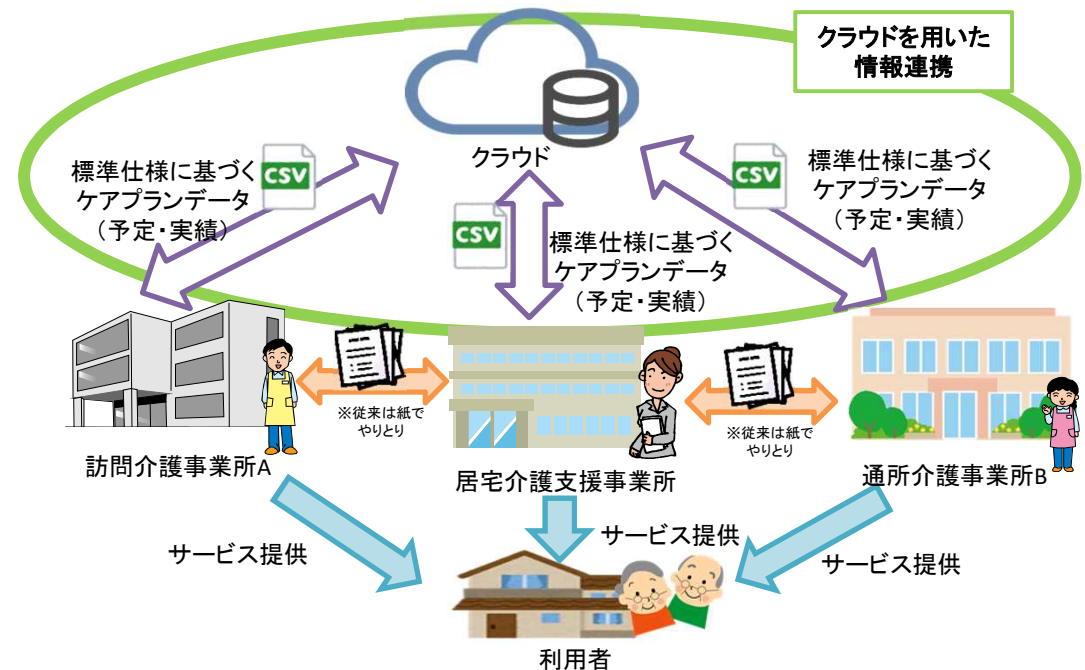 クラウドを用いた
情報連携
クラウド
標準仕様に基づく
ケアプランデータ
(予定・実績)
CSV
CSV
標準仕様に基づく
ケアプランデータ
(予定・実績)
CSV
標準仕様に基づく
ケアプランデータ
(予定・実績)
※従来は紙で
やりとり
※従来は紙で
やりとり
訪問介護事業所A
居宅介護支援事業所
通所介護事業所B
サービス提供
サービス提供
サービス提供
利用者